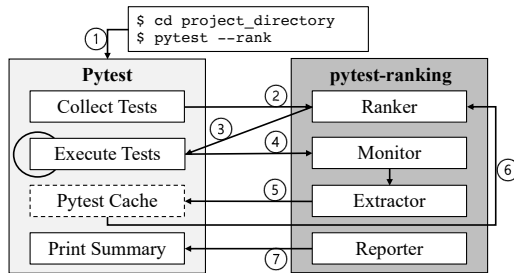 $ cd project_directory
$ pytest --rank
1
Pytest
pytest-ranking
Collect Tests
2
Ranker
3
Execute Tests
4
Monitor
6
Pytest Cache
5
Extractor
Print Summary
7
Reporter